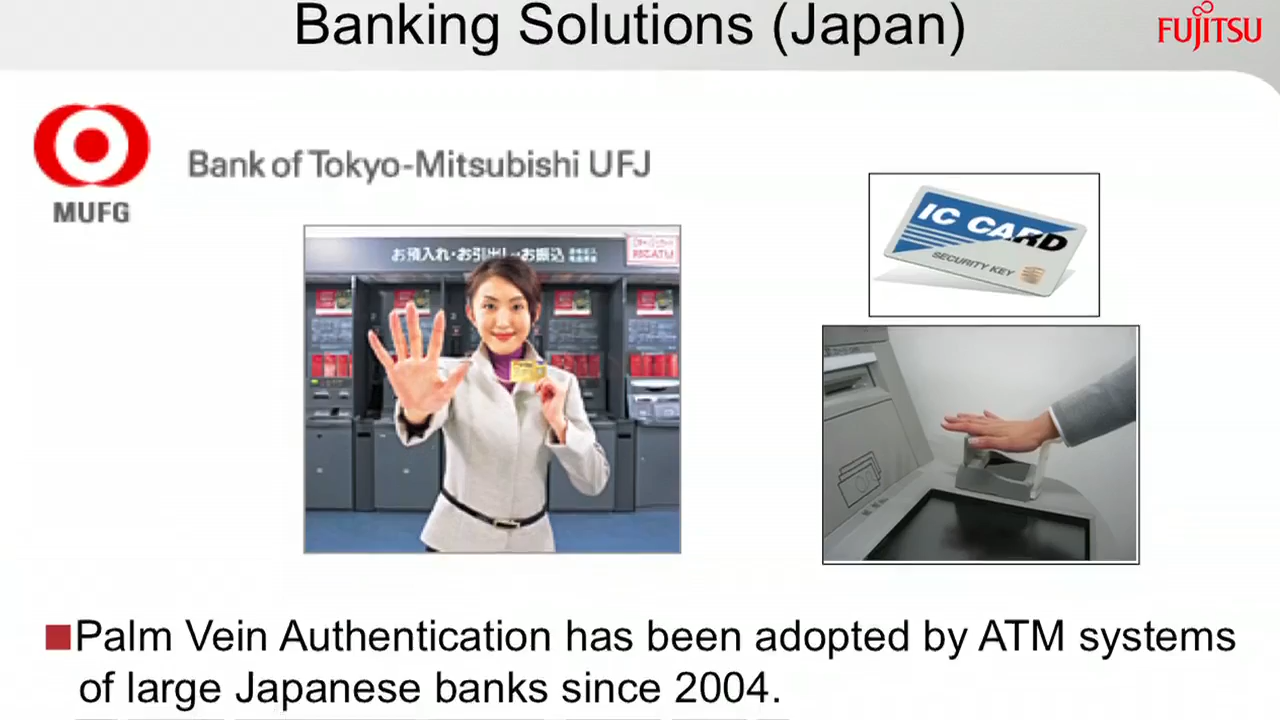 Banking Solutions (Japan)
FUJITSU
Bank of Tokyo-Mitsubishi UFJ
MUFG
お預入れ・お引出し・お振込
IC CARD
SECURITY KEY
Palm Vein Authentication has been adopted by ATM systems
of large Japanese banks since 2004.